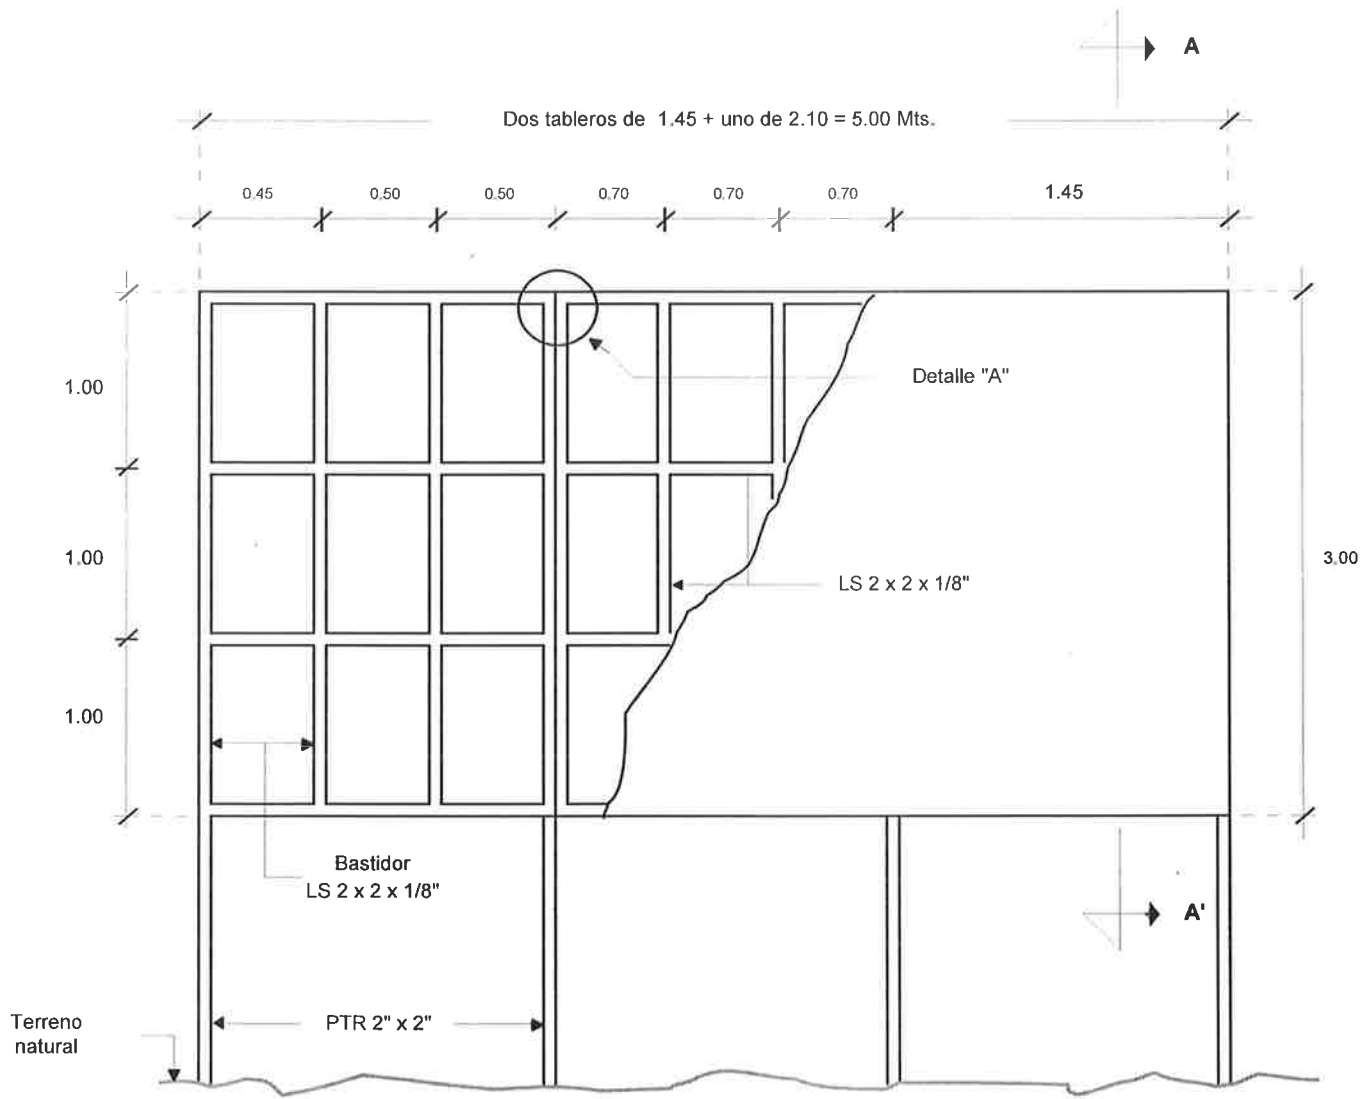 A
Dos tableros de 1.45 + uno de 2.10 = 5.00 Mts.
0.45 0.50 0.50 0.70 0.70 0.70 1.45
1.00
Detalle "A"
1.00
3.00
LS 2 x 2 x 1/8"
1.00
Bastidor
LS 2 x 2 x 1/8"
A'
Terreno
natural
PTR 2" x 2"